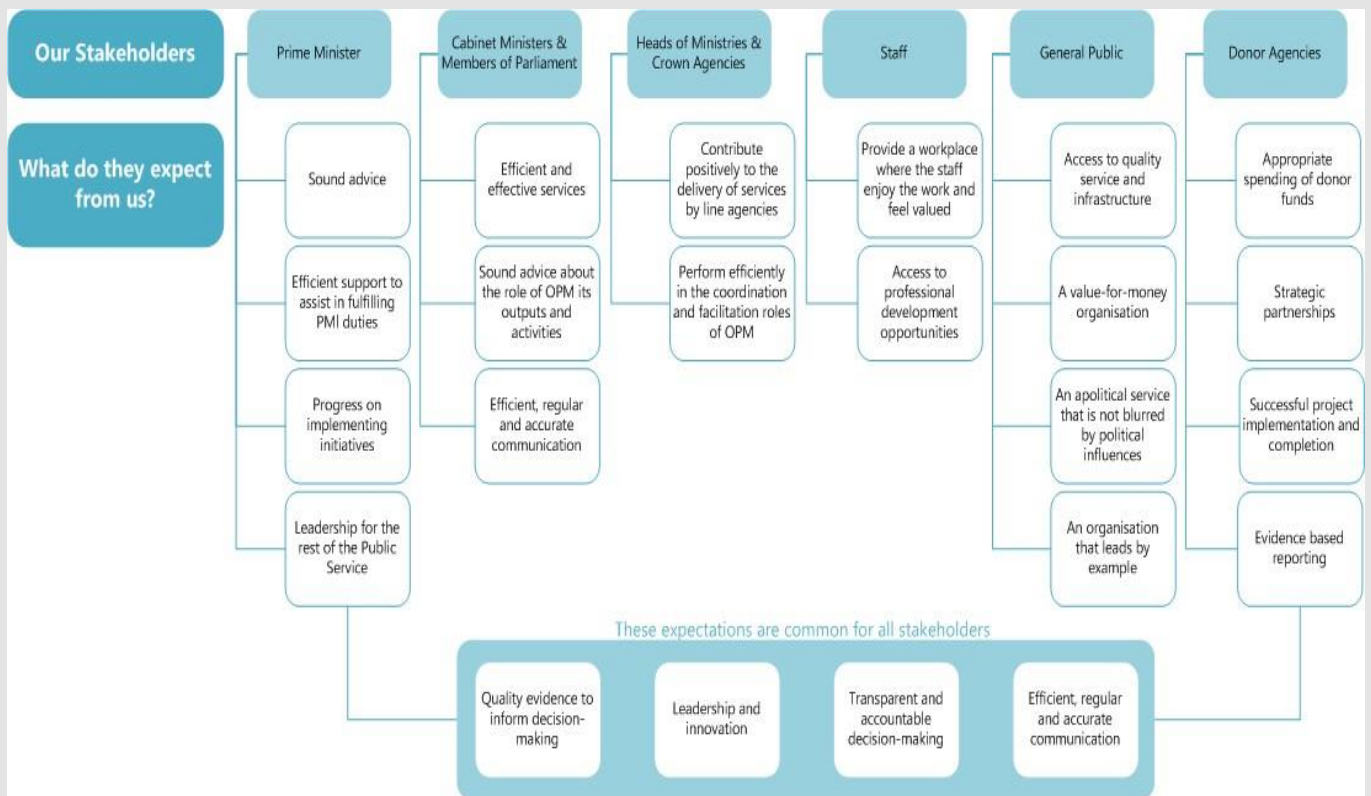 Our Stakeholders
Prime Minister
Cabinet Ministers &
Members of Parliament
Heads of Ministries &
Crown Agencies
Staff
General Public
Donor Agencies
What do they expect
from us?
Sound advice
Efficient support to
assist in fulfilling
PMI duties
Progress on
implementing
initiatives
Leadership for the
rest of the Public
Service
Efficient and
effective services
Sound advice about
the role of OPM its
outputs and
activities
Efficient, regular
and accurate
communication
Contribute
positively to the
delivery of services
by line agencies
Perform efficiently
in the coordination
and facilitation roles
of OPM
Provide a workplace
where the staff
enjoy the work and
feel valued
Access to
professional
development
opportunities
Access to quality
service and
infrastructure
A value-for-money
organisation
An apolitical service
that is not blurred
by political
influences
An organisation
that leads by
example
Appropriate
spending of donor
funds
Strategic
partnerships
Successful project
implementation and
completion
Evidence based
reporting
These expectations are common for all stakeholders
Quality evidence to
inform decision-
making
Leadership and
innovation
Transparent and
accountable
decision-making
Efficient, regular
and accurate
communication